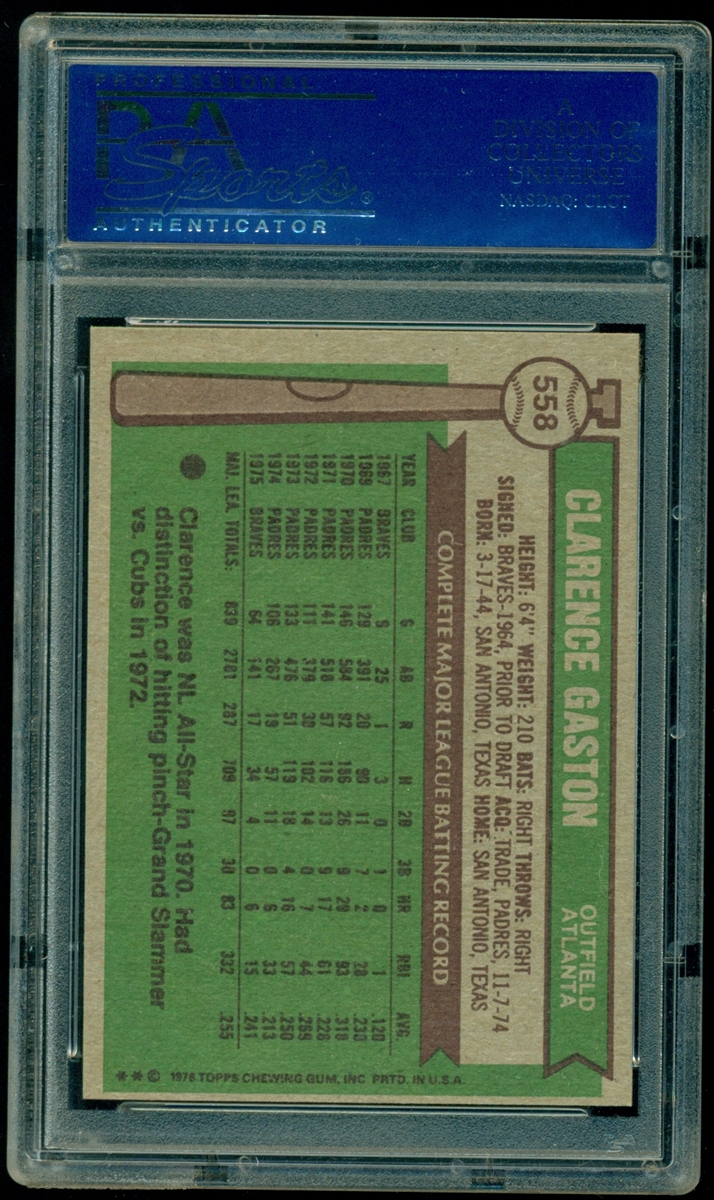 PROFESSIONAL
PSA
Sports®
AUTHENTICATOR
A
DIVISION OF
COLLECTORS
UNIVERSE
NASDAQ: CLCT
558
CLARENCE GASTON
OUTFIELD
ATLANTA
HEIGHT: 6'4" WEIGHT: 210 BATS: RIGHT THROWS: RIGHT
SIGNED: BRAVES-1964, PRIOR TO DRAFT ACQ: TRADE, PADRES, 11-7-74
BORN: 3-17-44, SAN ANTONIO, TEXAS HOME: SAN ANTONIO, TEXAS
COMPLETE MAJOR LEAGUE BATTING RECORD
YEAR CLUB G AB R H 2B 3B HR RBI AVG.
1967 BRAVES 9 25 1 3 0 1 0 1 .120
1969 PADRES 129 391 20 90 11 7 2 28 .230
1970 PADRES 146 584 92 186 26 9 29 93 .318
1971 PADRES 141 518 57 118 13 9 17 61 .228
1972 PADRES 111 379 30 102 14 0 7 44 .269
1973 PADRES 133 476 51 119 18 4 16 57 .250
1974 PADRES 106 267 19 57 11 0 6 33 .213
1975 BRAVES 64 141 17 34 4 0 6 15 .241
MAJ. LEA. TOTALS: 839 2781 287 709 97 30 83 332 .255
Clarence was NL All-Star in 1970. Had
distinction of hitting pinch-Grand Slammer
vs. Cubs in 1972.
**© 1976 TOPPS CHEWING GUM, INC. PRTD. IN U.S.A.